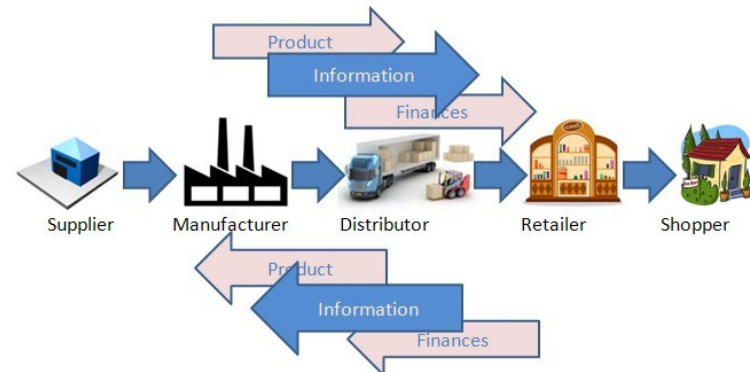 Product
Information
Finances
Supplier
Manufacturer
Distributor
Retailer
Shopper
Product
Information
Finances